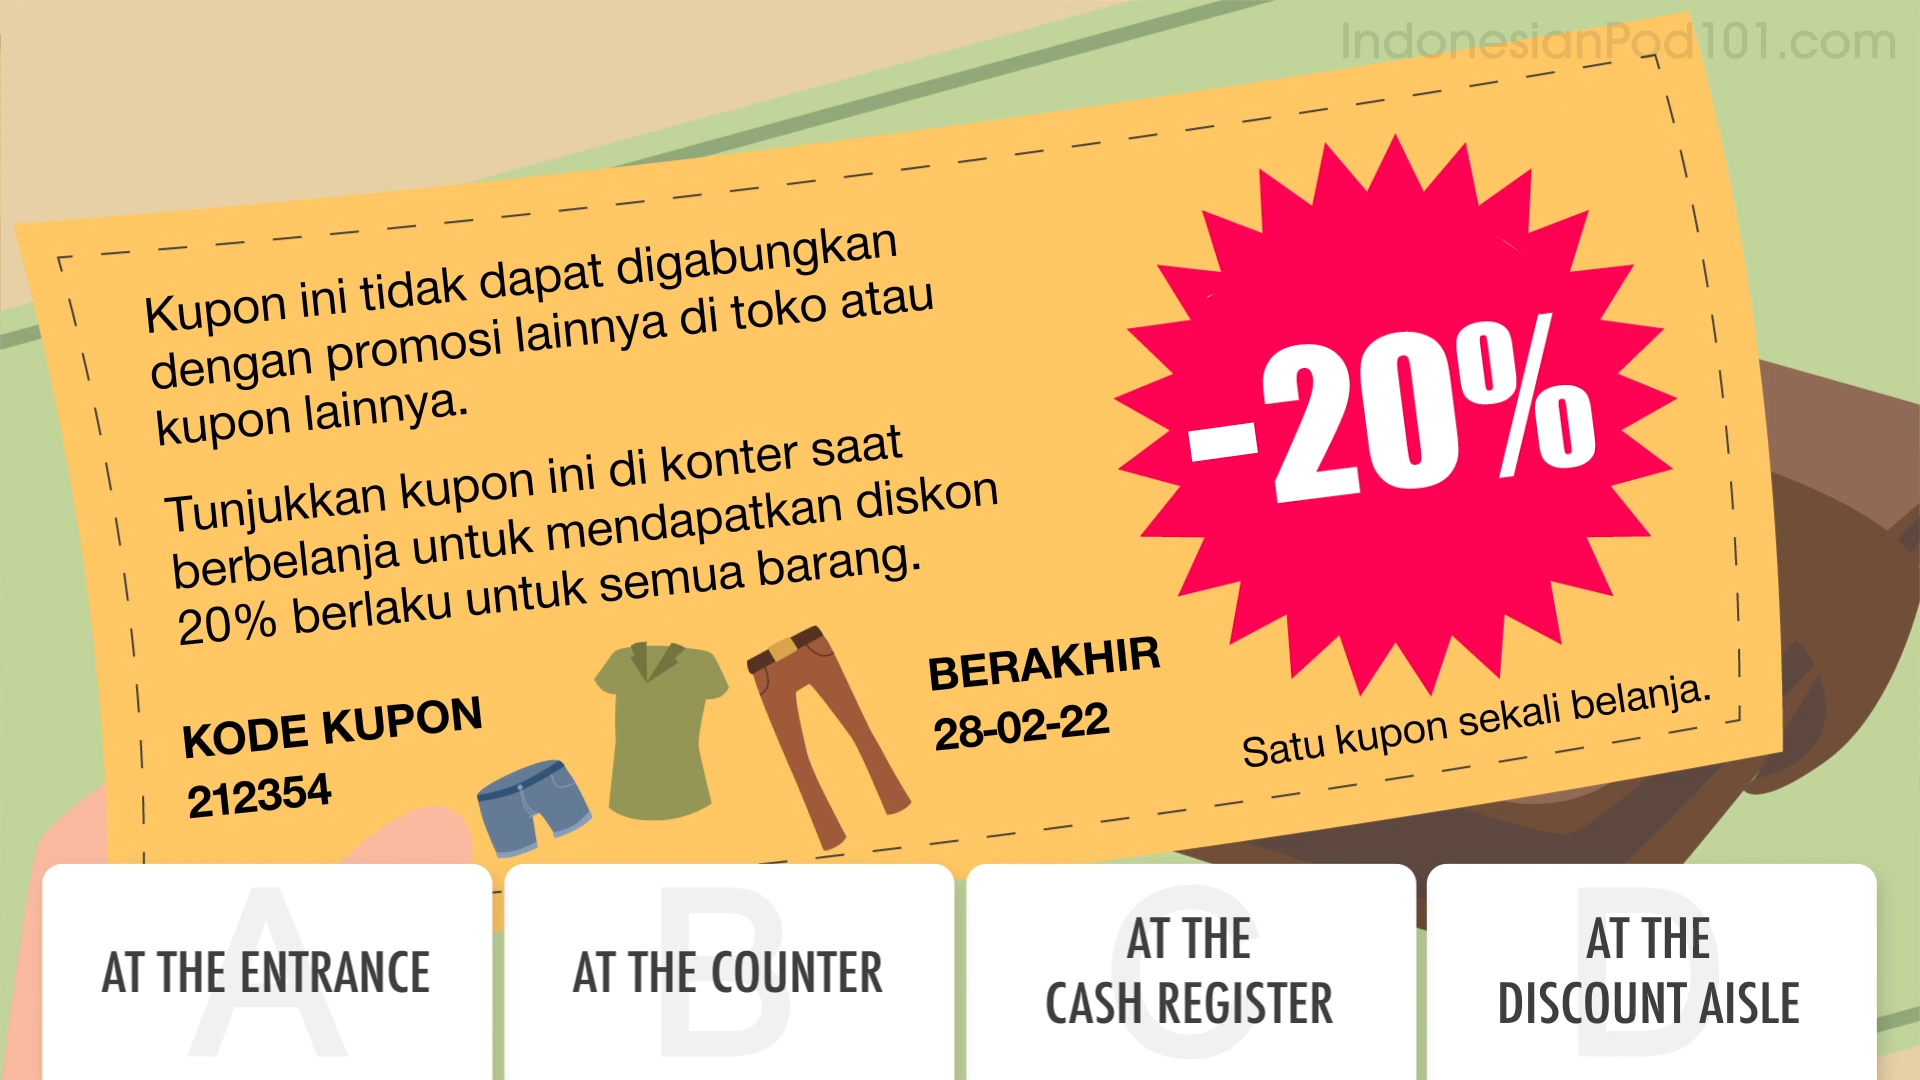 IndonesianPod101.com
Kupon ini tidak dapat digabungkan
dengan promosi lainnya di toko atau
kupon lainnya.
Tunjukkan kupon ini di konter saat
berbelanja untuk mendapatkan diskon
20% berlaku untuk semua barang.
-20%
KODE KUPON
212354
BERAKHIR
28-02-22
Satu kupon sekali belanja.
A
AT THE ENTRANCE
B
AT THE COUNTER
C
AT THE
CASH REGISTER
D
AT THE
DISCOUNT AISLE